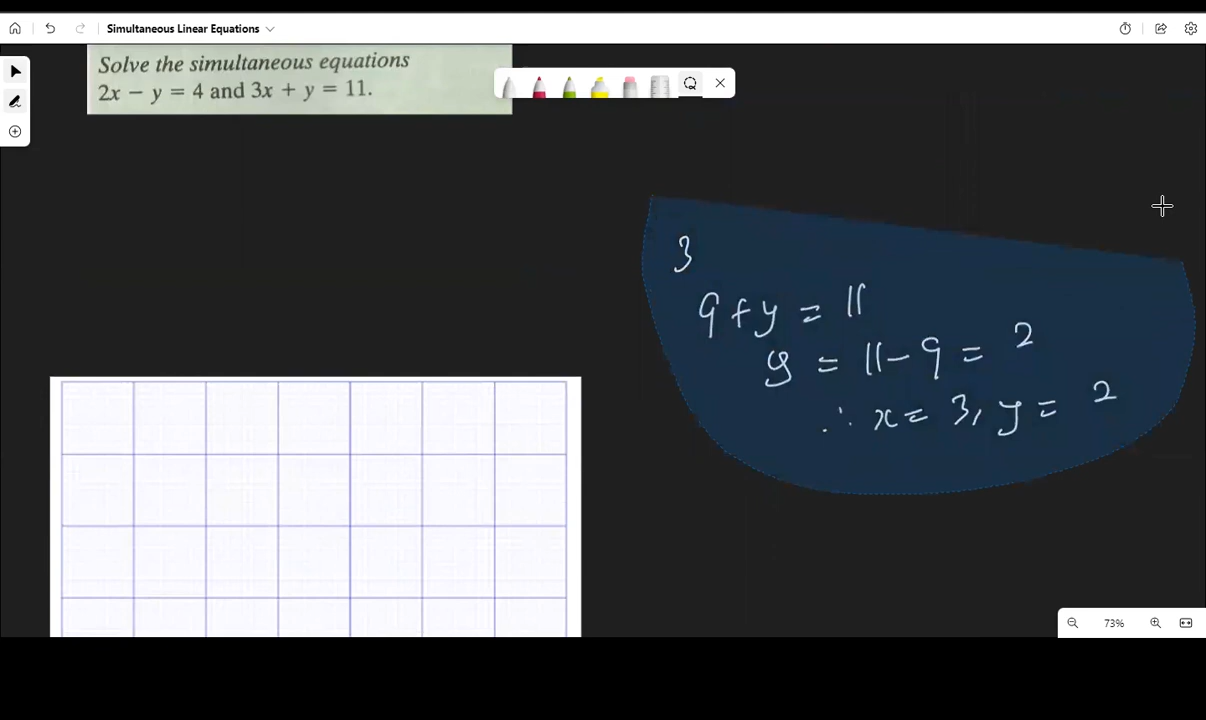 Simultaneous Linear Equations
Solve the simultaneous equations
2x − y = 4 and 3x + y = 11.
3
9 + y = 11
y = 11 − 9 = 2
∴ x = 3, y = 2
73%